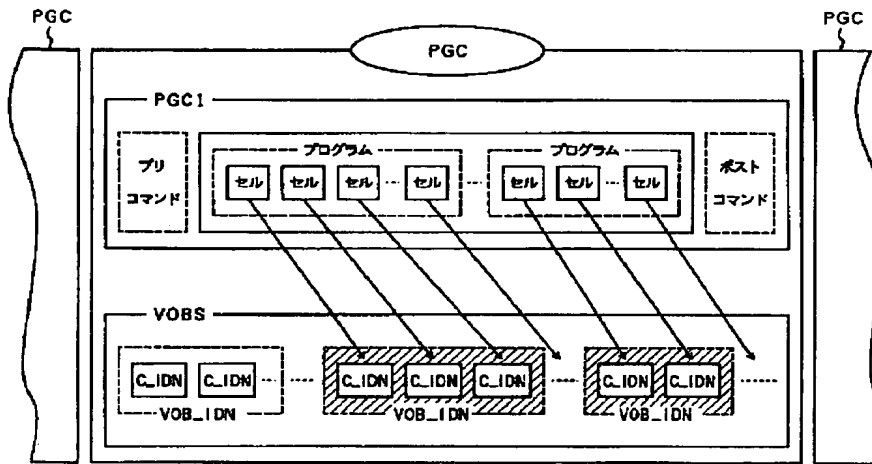 PGC
PGC
PGC
PGCI
プログラム
プログラム
プリ
コマンド
セル
セル
セル
セル
セル
セル
セル
ポスト
コマンド
VOBS
C_IDN
C_IDN
C_IDN
C_IDN
C_IDN
C_IDN
C_IDN
VOB_IDN
VOB_IDN
VOB_IDN